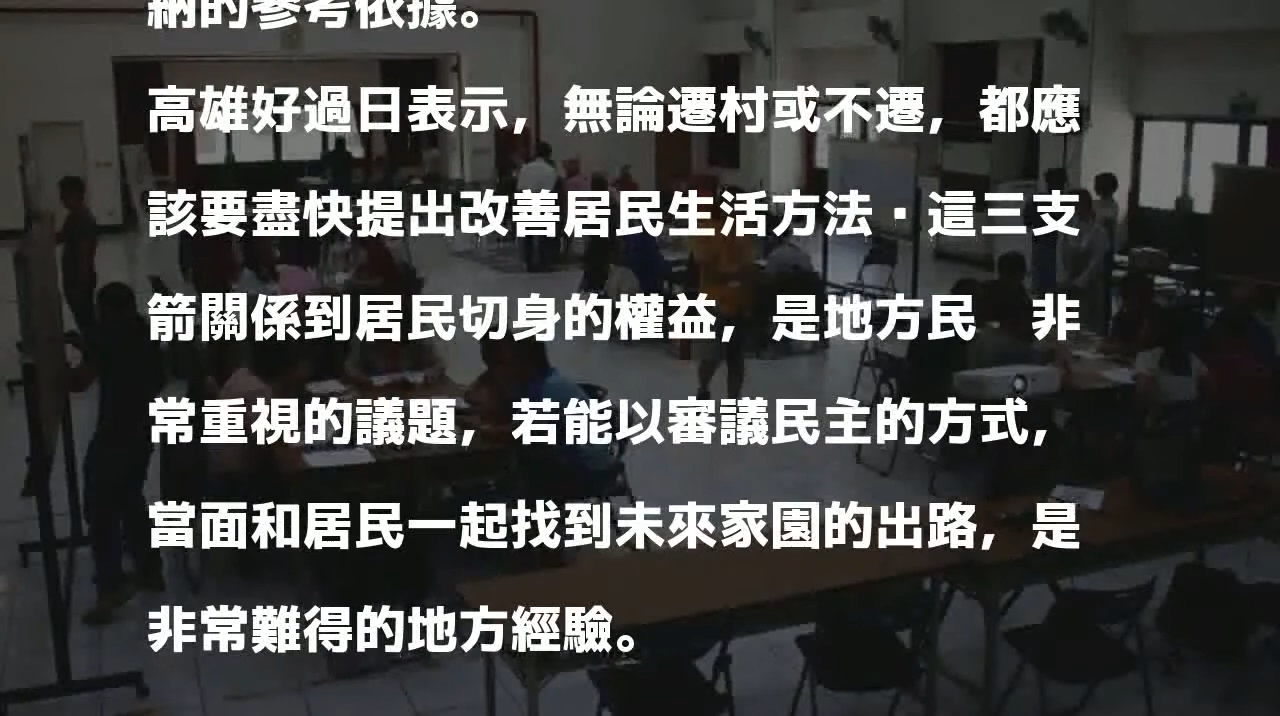 納的參考依據。
高雄好過日表示，無論遷村或不遷，都應
該要盡快提出改善居民生活方法▪這三支
箭關係到居民切身的權益，是地方民　非
常重視的議題，若能以審議民主的方式，
當面和居民一起找到未來家園的出路，是
非常難得的地方經驗。